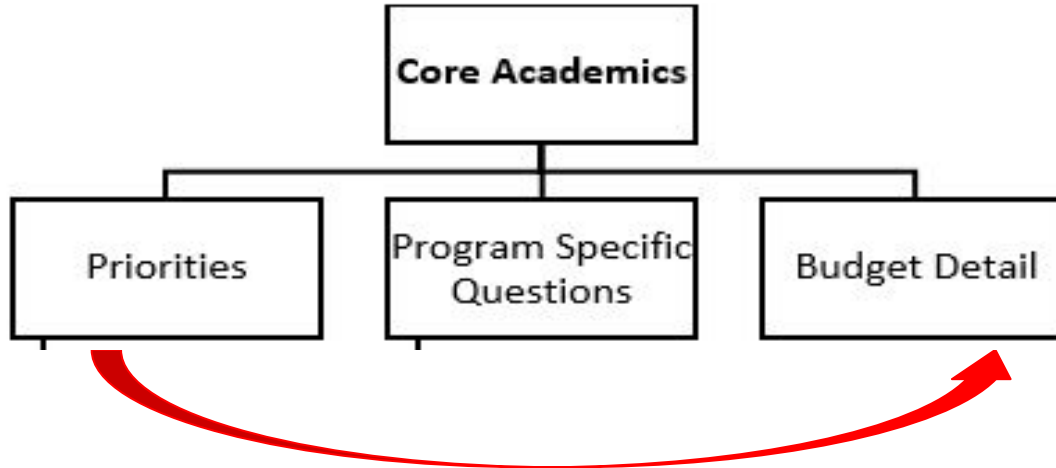 Core Academics
Priorities
Program Specific
Questions
Budget Detail